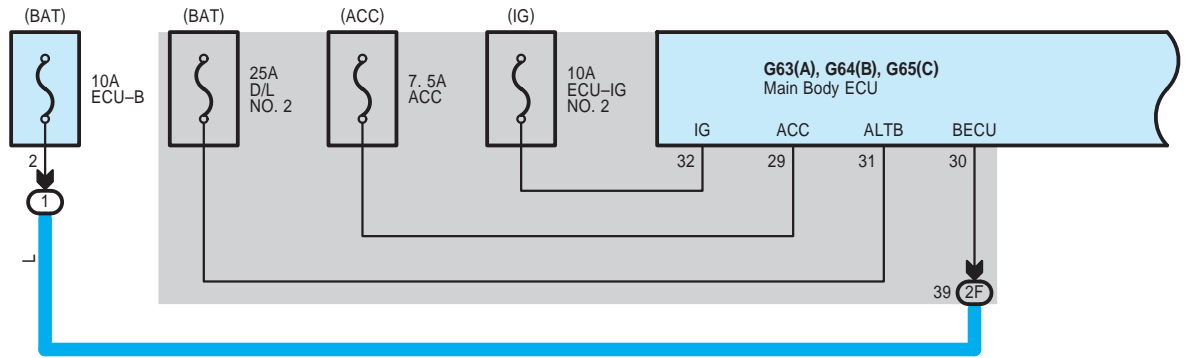 (BAT)
(BAT)
(ACC)
(IG)
10A
ECU–B
25A
D/L
NO. 2
7. 5A
ACC
10A
ECU–IG
NO. 2
G63(A), G64(B), G65(C)
Main Body ECU
IG
ACC
ALTB
BECU
2
32
29
31
30
1
L
39
2F